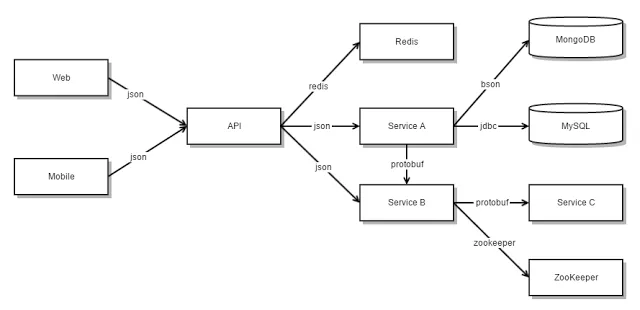 Redis
MongoDB
Web
bson
redis
json
API
json
Service A
jdbc
MySQL
json
protobuf
json
Mobile
Service B
protobuf
Service C
zookeeper
ZooKeeper